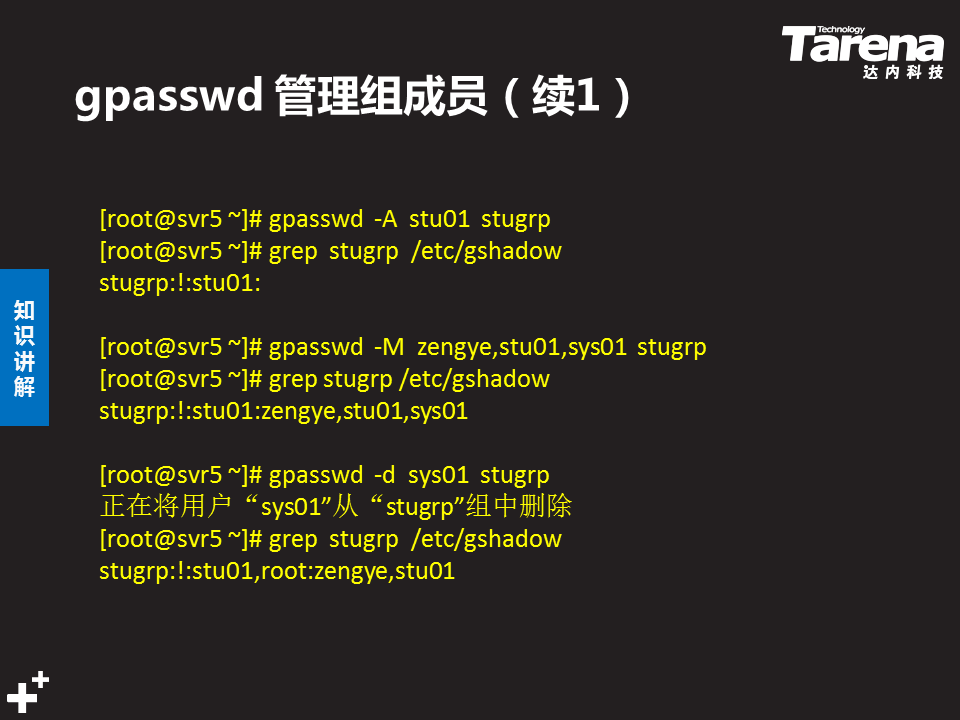 Technology
Tarena
达内科技
gpasswd 管理组成员（续1）
[root@svr5 ~]# gpasswd -A stu01 stugrp
[root@svr5 ~]# grep stugrp /etc/gshadow
stugrp:!:stu01:
[root@svr5 ~]# gpasswd -M zengye,stu01,sys01 stugrp
[root@svr5 ~]# grep stugrp /etc/gshadow
stugrp:!:stu01:zengye,stu01,sys01
[root@svr5 ~]# gpasswd -d sys01 stugrp
正在将用户“sys01”从“stugrp”组中删除
[root@svr5 ~]# grep stugrp /etc/gshadow
stugrp:!:stu01,root:zengye,stu01
知识讲解